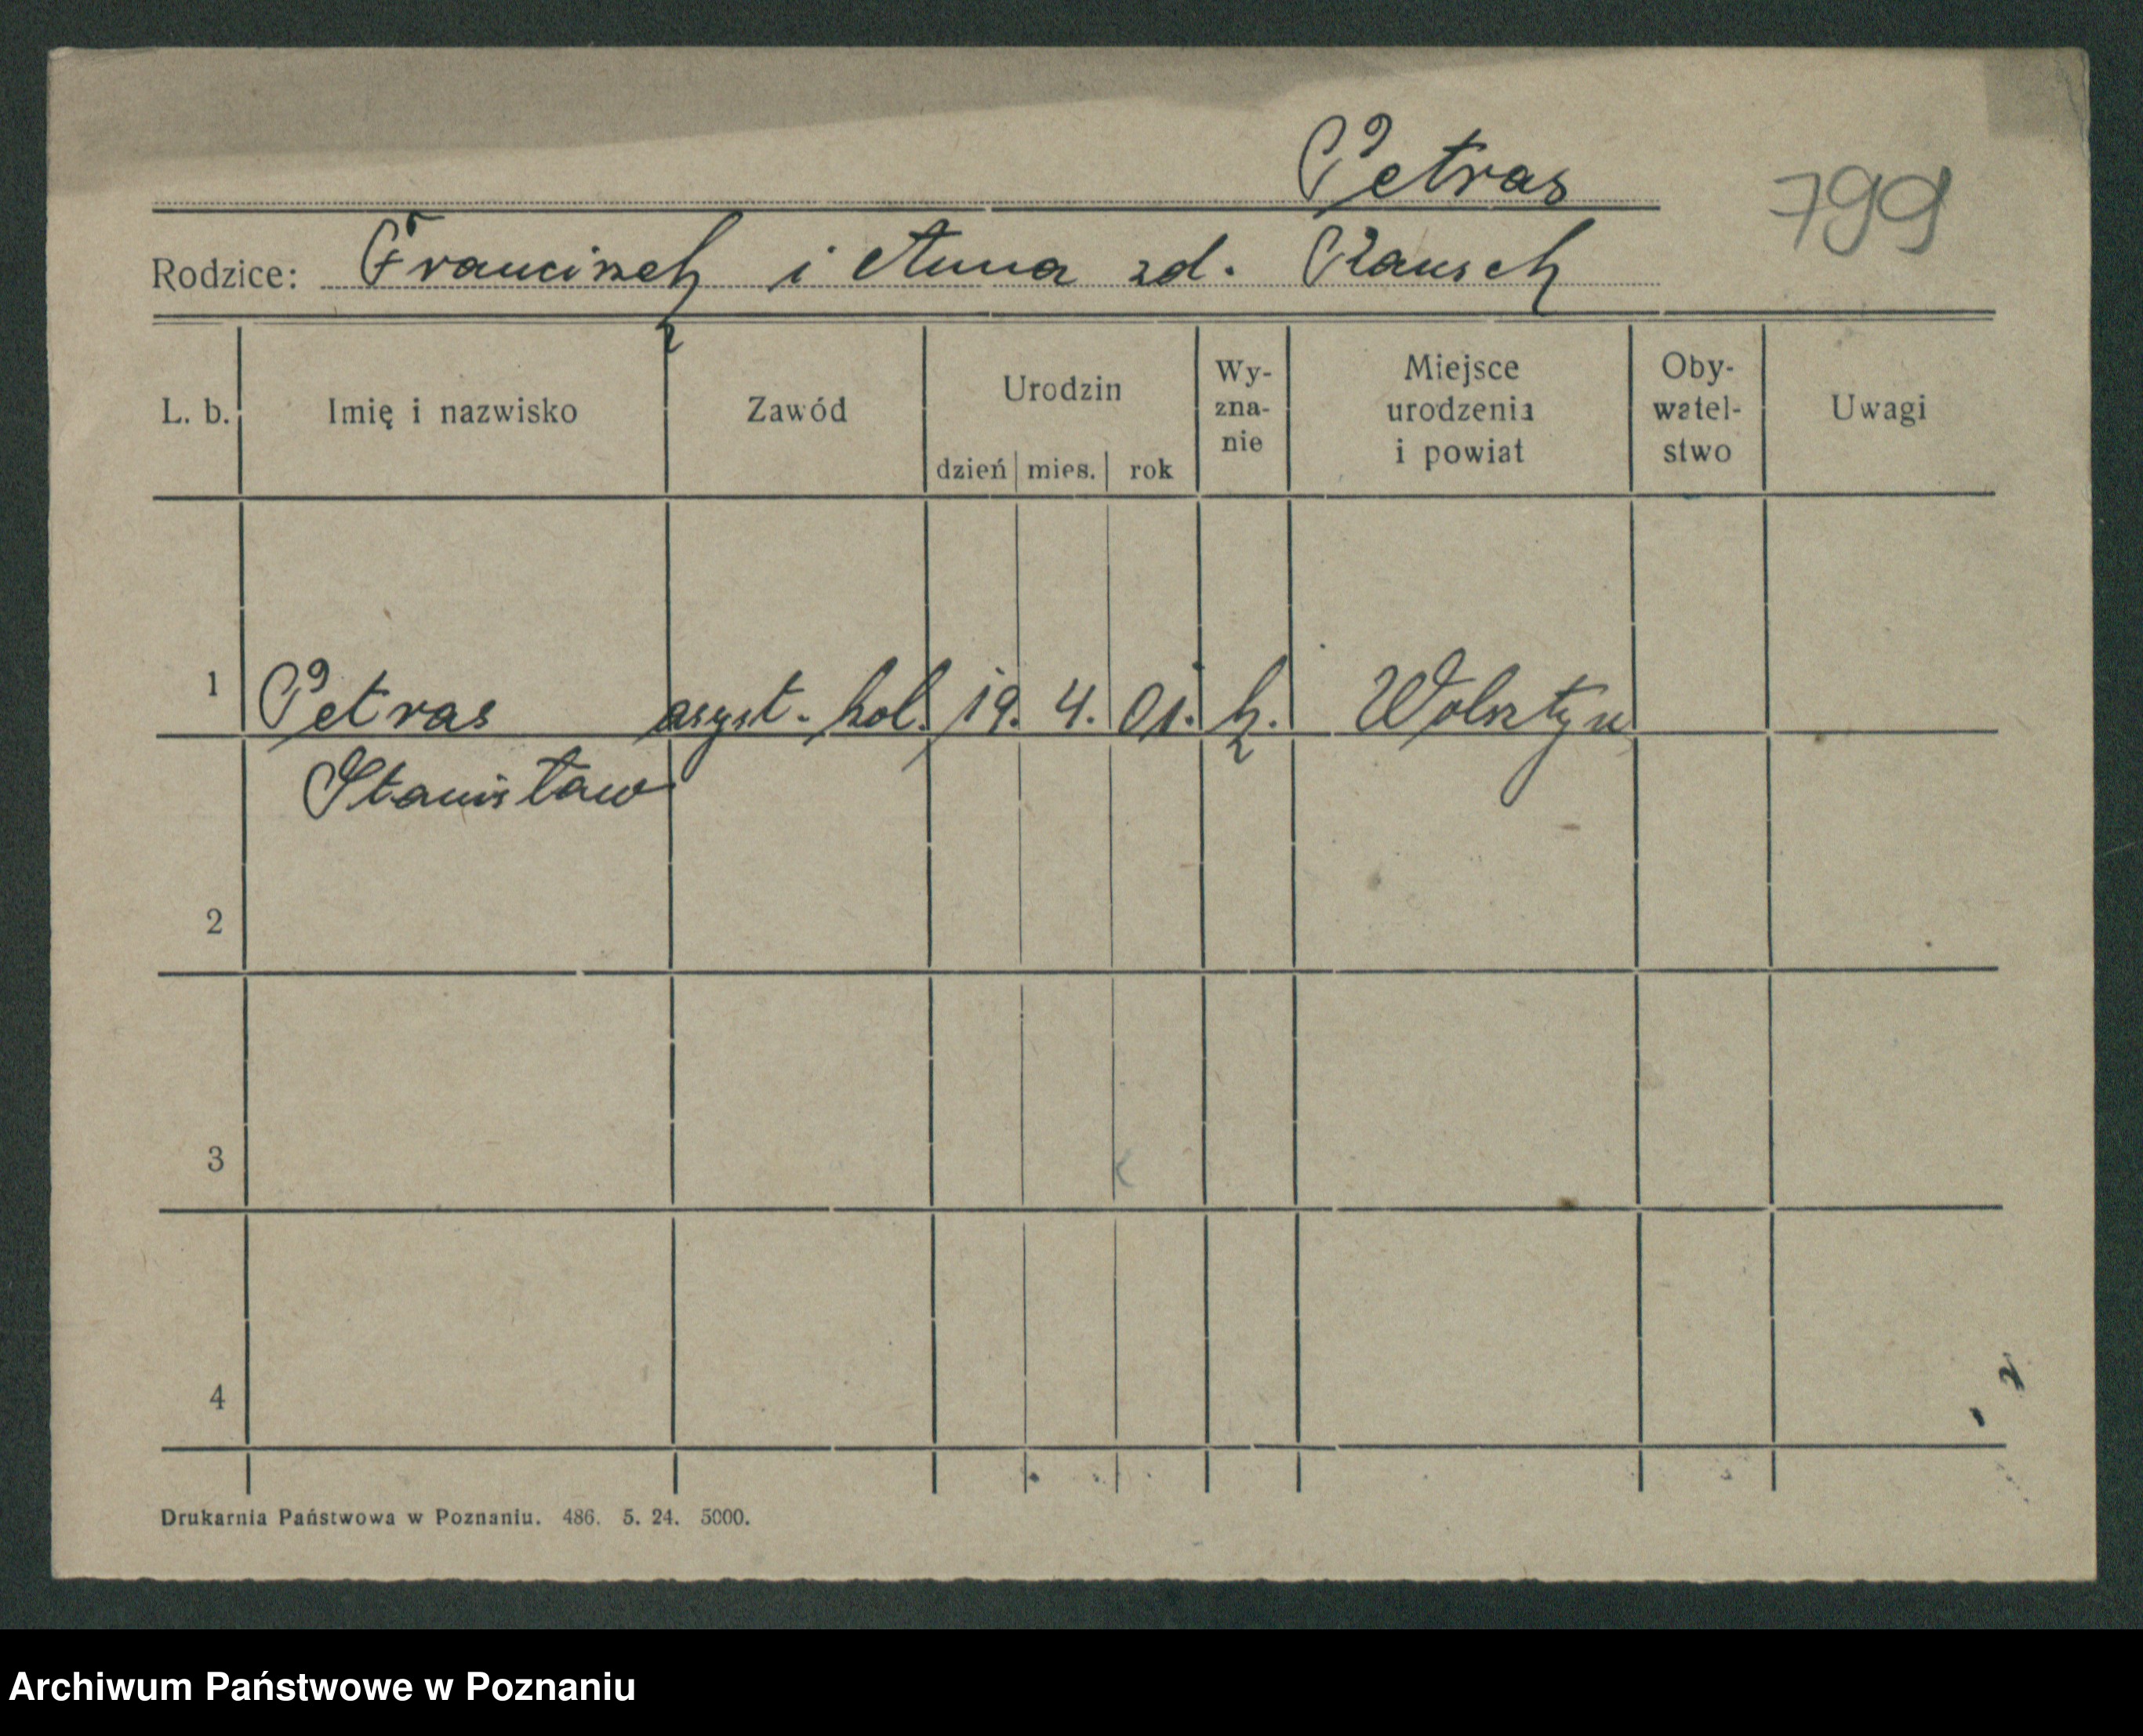 Petras
799
Rodzice: Franciszek i Anna zd. Rausch
L. b. Imię i nazwisko Zawód Urodzin dzień mies. rok Wy-zna-nie Miejsce urodzenia i powiat Oby-watel-stwo Uwagi
1 Petras asyst. kol. 19. 4. 01. k. Wolsztyn
Stanisław
2
3
4
Drukarnia Państwowa w Poznaniu. 486. 5. 24. 5000.
Archiwum Państwowe w Poznaniu